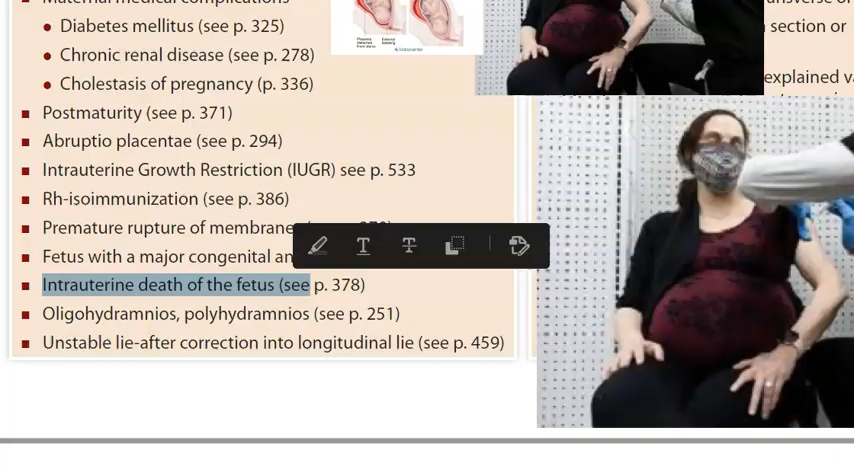 Diabetes mellitus (see p. 325)
Chronic renal disease (see p. 278)
Cholestasis of pregnancy (p. 336)
Postmaturity (see p. 371)
Abruptio placentae (see p. 294)
Intrauterine Growth Restriction (IUGR) see p. 533
Rh-isoimmunization (see p. 386)
Premature rupture of membrane
Fetus with a major congenital an
Intrauterine death of the fetus (see p. 378)
Oligohydramnios, polyhydramnios (see p. 251)
Unstable lie-after correction into longitudinal lie (see p. 459)
section or
explained va